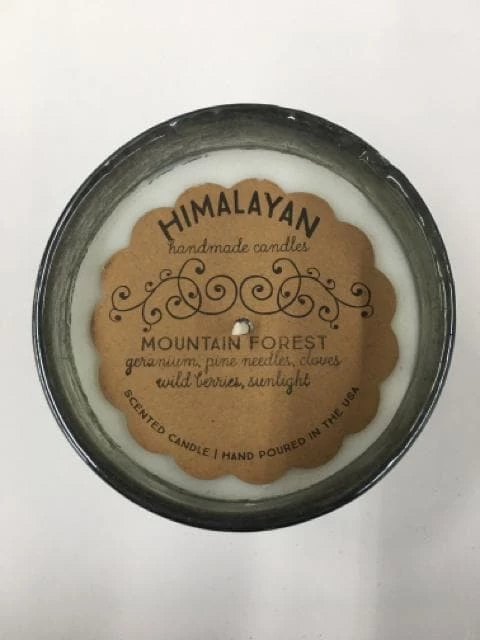 HIMALAYAN
handmade candles
MOUNTAIN FOREST
geranium, pine needles, cloves
wild berries, sunlight
SCENTED CANDLE | HAND POURED IN THE USA